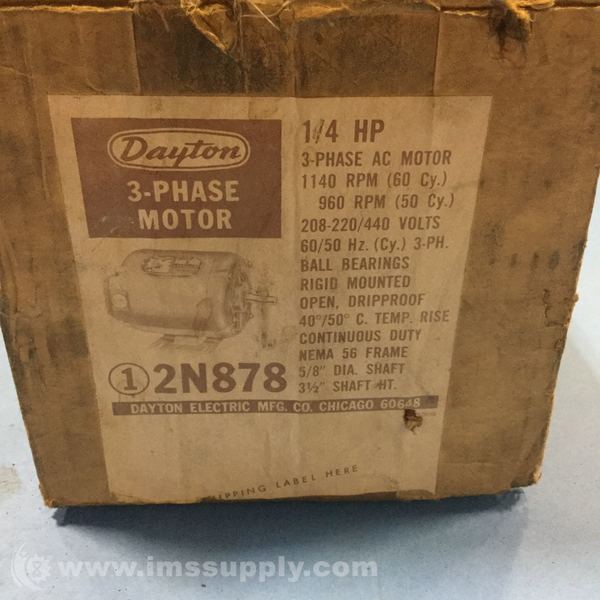 Dayton
3-PHASE
MOTOR
1/4 HP
3-PHASE AC MOTOR
1140 RPM (60 Cy.)
960 RPM (50 Cy.)
208-220/440 VOLTS
60/50 Hz. (Cy.) 3-PH.
BALL BEARINGS
RIGID MOUNTED
OPEN, DRIPPROOF
40°/50° C. TEMP. RISE
CONTINUOUS DUTY
NEMA 56 FRAME
5/8" DIA. SHAFT
3½" SHAFT HT.
1 2N878
DAYTON ELECTRIC MFG. CO. CHICAGO 60648
LABEL HERE
© www.imssupply.com